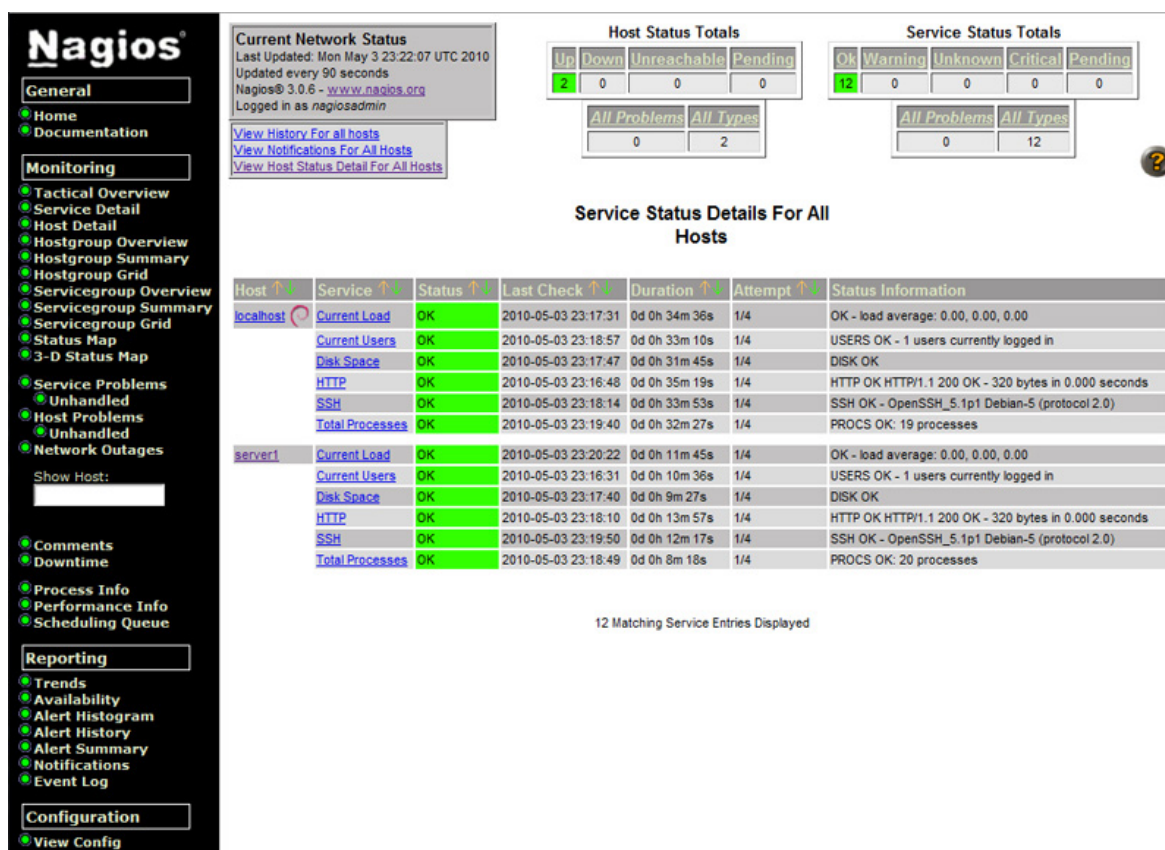 Nagios®
General
Home
Documentation
Monitoring
Tactical Overview
Service Detail
Host Detail
Hostgroup Overview
Hostgroup Summary
Hostgroup Grid
Servicegroup Overview
Servicegroup Summary
Servicegroup Grid
Status Map
3-D Status Map
Service Problems
Unhandled
Host Problems
Unhandled
Network Outages
Show Host:
Comments
Downtime
Process Info
Performance Info
Scheduling Queue
Reporting
Trends
Availability
Alert Histogram
Alert History
Alert Summary
Notifications
Event Log
Configuration
View Config
Current Network Status
Last Updated: Mon May 3 23:22:07 UTC 2010
Updated every 90 seconds
Nagios® 3.0.6 - www.nagios.org
Logged in as nagiosadmin
View History For all hosts
View Notifications For All Hosts
View Host Status Detail For All Hosts
Host Status Totals
Up Down Unreachable Pending
2 0 0 0
All Problems All Types
0 2
Service Status Totals
Ok Warning Unknown Critical Pending
12 0 0 0 0
All Problems All Types
0 12
?
Service Status Details For All
Hosts
Host Service Status Last Check Duration Attempt Status Information
localhost Current Load OK 2010-05-03 23:17:31 0d 0h 34m 36s 1/4 OK - load average: 0.00, 0.00, 0.00
Current Users OK 2010-05-03 23:18:57 0d 0h 33m 10s 1/4 USERS OK - 1 users currently logged in
Disk Space OK 2010-05-03 23:17:47 0d 0h 31m 45s 1/4 DISK OK
HTTP OK 2010-05-03 23:16:48 0d 0h 35m 19s 1/4 HTTP OK HTTP/1.1 200 OK - 320 bytes in 0.000 seconds
SSH OK 2010-05-03 23:18:14 0d 0h 33m 53s 1/4 SSH OK - OpenSSH_5.1p1 Debian-5 (protocol 2.0)
Total Processes OK 2010-05-03 23:19:40 0d 0h 32m 27s 1/4 PROCS OK: 19 processes
server1 Current Load OK 2010-05-03 23:20:22 0d 0h 11m 45s 1/4 OK - load average: 0.00, 0.00, 0.00
Current Users OK 2010-05-03 23:16:31 0d 0h 10m 36s 1/4 USERS OK - 1 users currently logged in
Disk Space OK 2010-05-03 23:17:40 0d 0h 9m 27s 1/4 DISK OK
HTTP OK 2010-05-03 23:18:10 0d 0h 13m 57s 1/4 HTTP OK HTTP/1.1 200 OK - 320 bytes in 0.000 seconds
SSH OK 2010-05-03 23:19:50 0d 0h 12m 17s 1/4 SSH OK - OpenSSH_5.1p1 Debian-5 (protocol 2.0)
Total Processes OK 2010-05-03 23:18:49 0d 0h 8m 18s 1/4 PROCS OK: 20 processes
12 Matching Service Entries Displayed